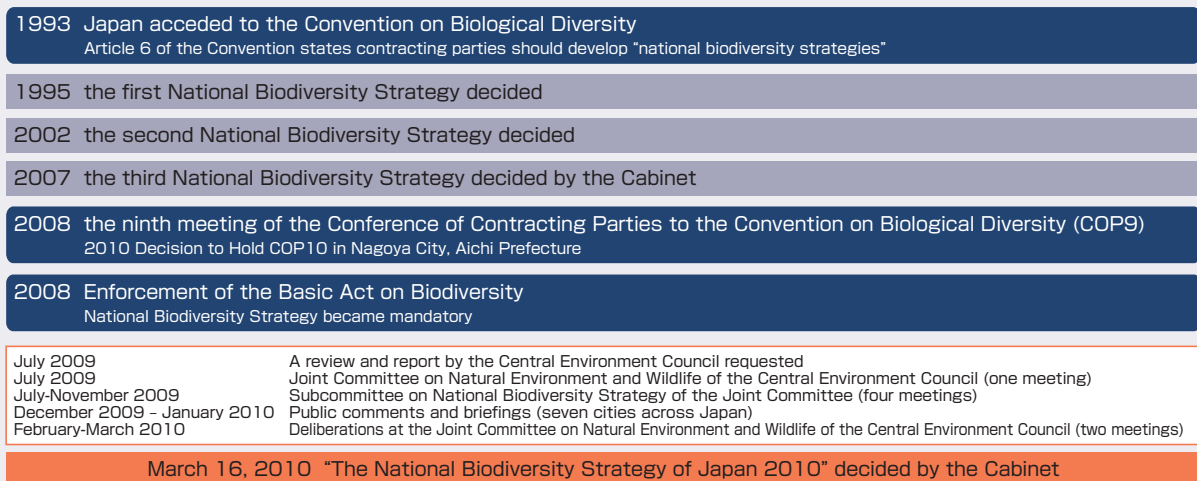 1993 Japan acceded to the Convention on Biological Diversity
Article 6 of the Convention states contracting parties should develop “national biodiversity strategies”
1995 the first National Biodiversity Strategy decided
2002 the second National Biodiversity Strategy decided
2007 the third National Biodiversity Strategy decided by the Cabinet
2008 the ninth meeting of the Conference of Contracting Parties to the Convention on Biological Diversity (COP9)
2010 Decision to Hold COP10 in Nagoya City, Aichi Prefecture
2008 Enforcement of the Basic Act on Biodiversity
National Biodiversity Strategy became mandatory
July 2009 A review and report by the Central Environment Council requested
July 2009 Joint Committee on Natural Environment and Wildlife of the Central Environment Council (one meeting)
July-November 2009 Subcommittee on National Biodiversity Strategy of the Joint Committee (four meetings)
December 2009 – January 2010 Public comments and briefings (seven cities across Japan)
February-March 2010 Deliberations at the Joint Committee on Natural Environment and Wildlife of the Central Environment Council (two meetings)
March 16, 2010 “The National Biodiversity Strategy of Japan 2010” decided by the Cabinet